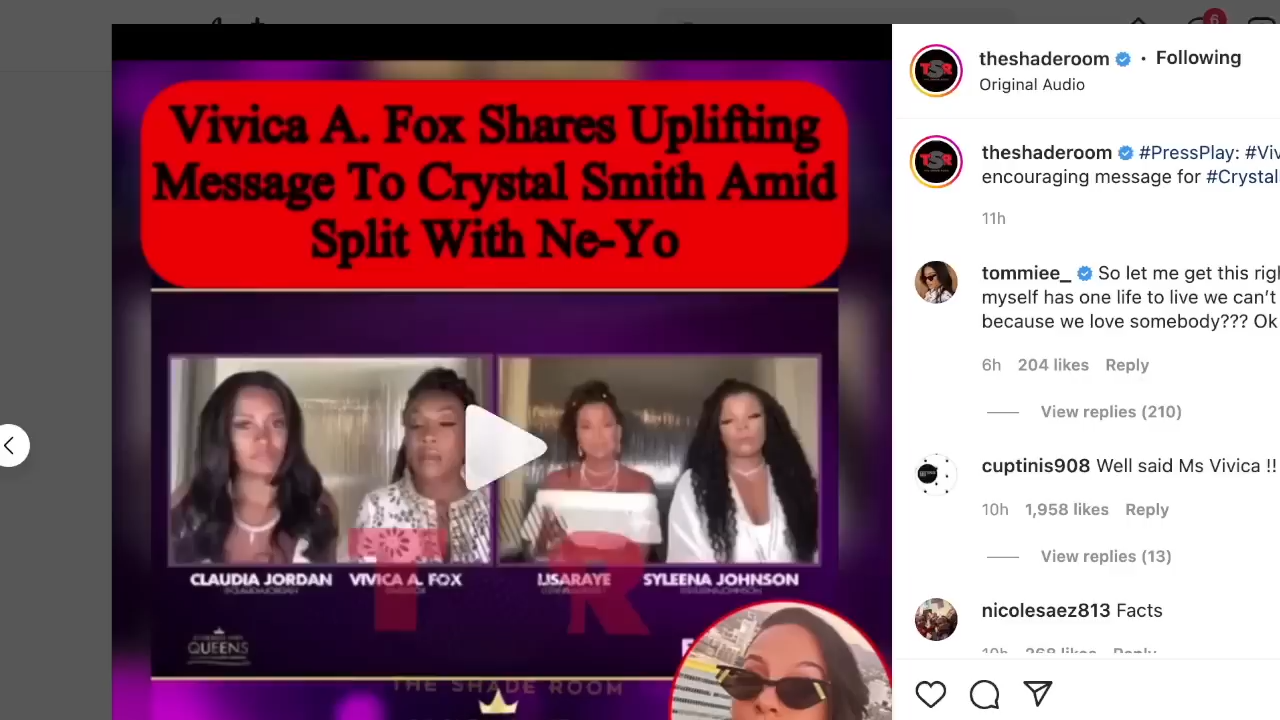 6
Vivica A. Fox Shares Uplifting
Message To Crystal Smith Amid
Split With Ne-Yo
CLAUDIA JORDAN
VIVICA A. FOX
LISARAYE
SYLEENA JOHNSON
QUEENS
T
R
THE SHADE ROOM
TSR
theshaderoom • Following
Original Audio
TSR
theshaderoom #PressPlay: #Viv
encouraging message for #Crystal
11h
tommiee_ So let me get this righ
myself has one life to live we can’t
because we love somebody??? Ok
6h 204 likes Reply
View replies (210)
cuptinis908 Well said Ms Vivica !!
10h 1,958 likes Reply
View replies (13)
nicolesaez813 Facts
10h 268 likes Reply